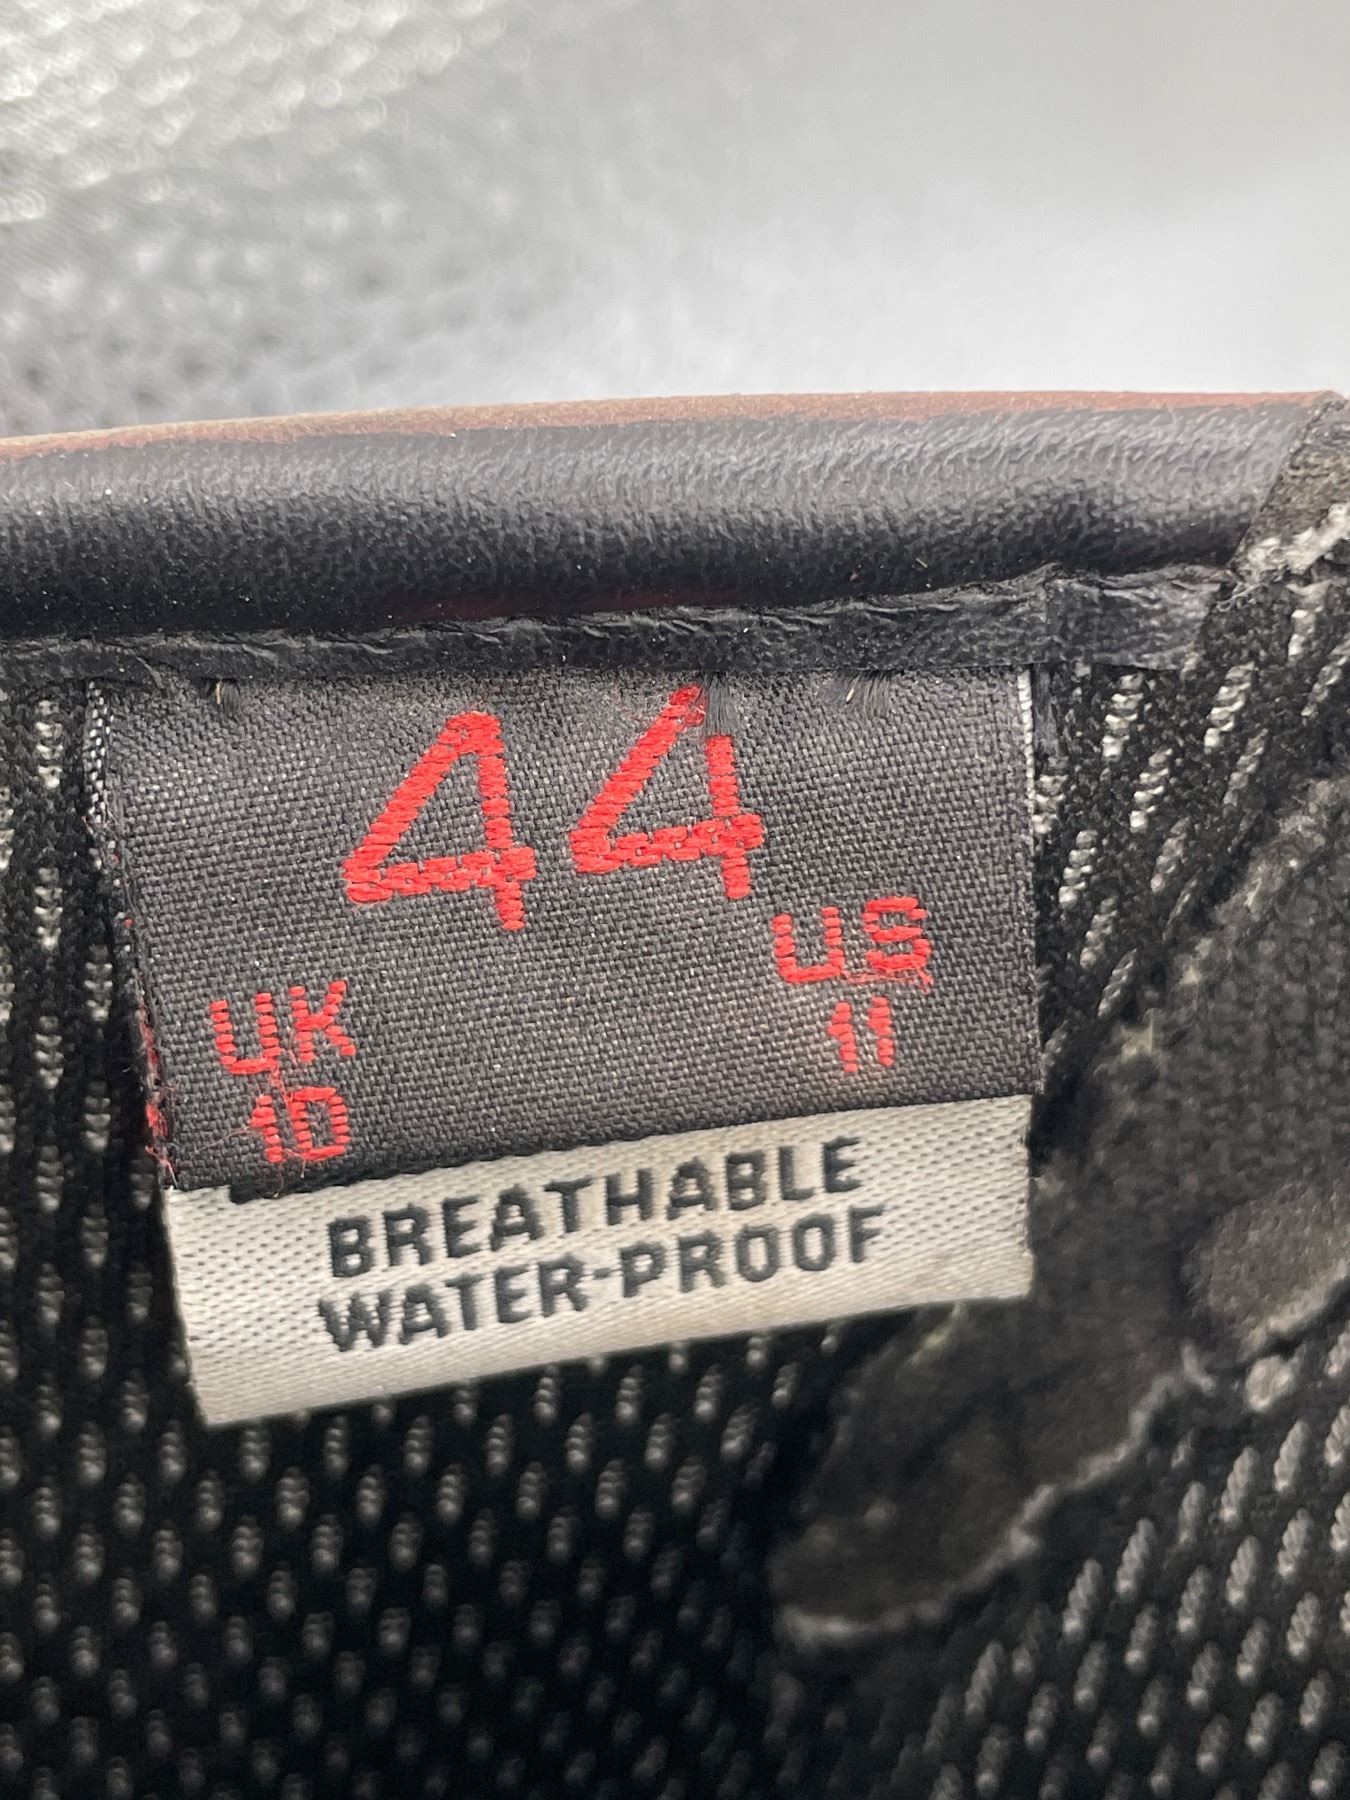 44
UK
10
US
11
BREATHABLE
WATER-PROOF